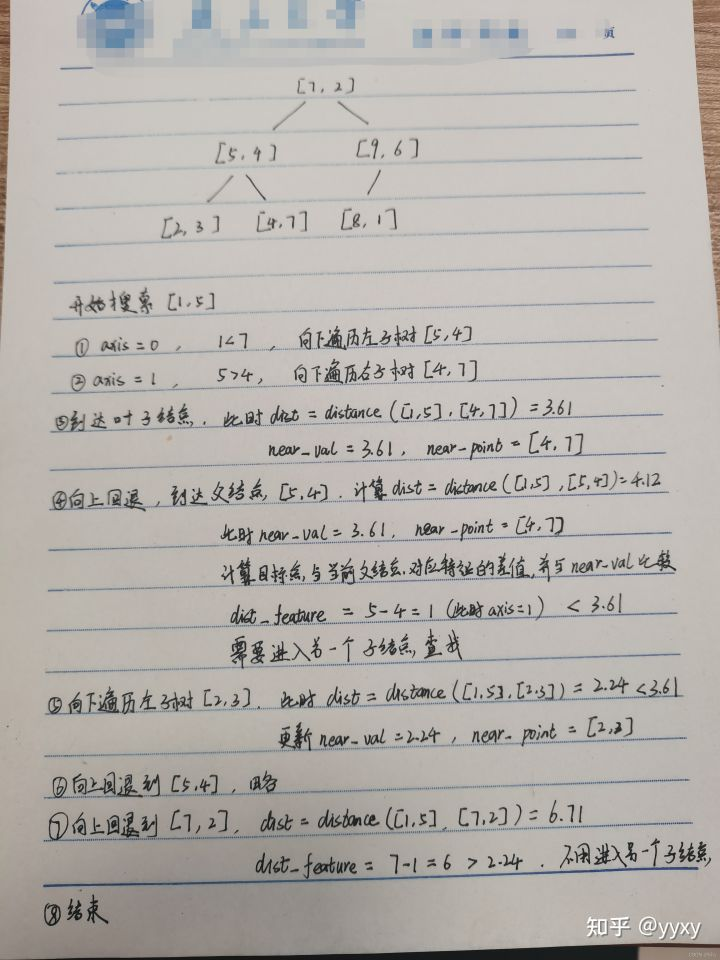 页
[7, 2]
[5, 4] [9, 6]
[2, 3] [4, 7] [8, 1]
开始搜索 [1, 5]
① axis = 0 , 1<7 , 向下遍历左子树 [5, 4]
② axis = 1 , 5>4, 向下遍历右子树 [4, 7]
③到达叶子结点, 此时 dist = distance ([1,5], [4,7]) = 3.61
near_val = 3.61, near_point = [4, 7]
④向上回退, 到达父结点 [5,4]. 计算 dist = distance([1,5], [5,4])=4.12
此时 near_val = 3.61, near_point = [4,7]
计算目标点与当前父结点对应特征的差值, 并与 near_val 比较
dist_feature = 5-4=1 (此时 axis=1) < 3.61
需要进入另一个子结点查找
⑤向下遍历左子树 [2,3]. 此时 dist = distance([1,5], [2,3]) = 2.24 <3.61
更新 near_val =2.24 , near_point = [2,3]
⑥向上回退到 [5,4] , 略
⑦向上回退到 [7,2], dist = distance([1,5], [7,2]) = 6.71
dist_feature = 7-1=6 > 2.24 . 不用进入另一个子结点
⑧结束
知乎 @yyxy